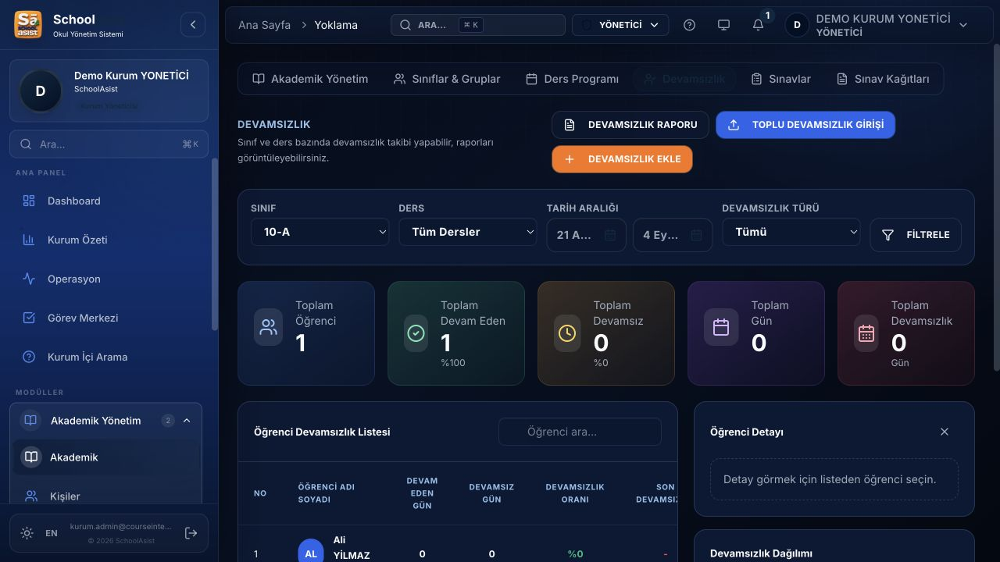 School
Okul Yönetim Sistemi
Ana Sayfa > Yoklama
ARA... ⌘ K
YÖNETİCİ
1
D
DEMO KURUM YONETİCİ
YÖNETİCİ
D
Demo Kurum YONETİCİ
SchoolAsist
Kurum Yöneticisi
Ara...
⌘K
ANA PANEL
Dashboard
Kurum Özeti
Operasyon
Görev Merkezi
Kurum İçi Arama
MODÜLLER
Akademik Yönetim
2
Akademik
Kişiler
EN
kurum.admin@courseinte...
© 2026 SchoolAsist
Akademik Yönetim
Sınıflar & Gruplar
Ders Programı
Devamsızlık
Sınavlar
Sınav Kağıtları
DEVAMSIZLIK
Sınıf ve ders bazında devamsızlık takibi yapabilir, raporları
görüntüleyebilirsiniz.
DEVAMSIZLIK RAPORU
TOPLU DEVAMSIZLIK GİRİŞİ
DEVAMSIZLIK EKLE
SINIF
DERS
TARİH ARALIĞI
DEVAMSIZLIK TÜRÜ
10-A
Tüm Dersler
21 A...
4 Ey...
Tümü
FİLTRELE
Toplam
Öğrenci
1
Toplam
Devam Eden
1
%100
Toplam
Devamsız
0
%0
Toplam
Gün
0
Toplam
Devamsızlık
0
Gün
Öğrenci Devamsızlık Listesi
Öğrenci ara...
NO
ÖĞRENCİ ADI
SOYADI
DEVAM
EDEN
GÜN
DEVAMSIZ
GÜN
DEVAMSIZLIK
ORANI
SON
DEVAMSIZ
1
AL
Ali
YİLMAZ
0
0
%0
-
Öğrenci Detayı
Detay görmek için listeden öğrenci seçin.
Devamsızlık Dağılımı